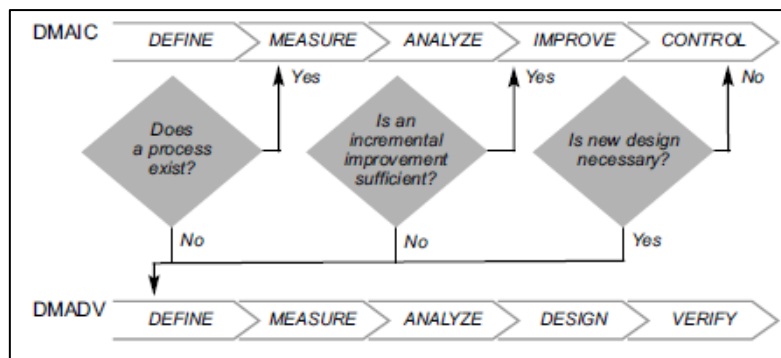 DMAIC
DEFINE
MEASURE
ANALYZE
IMPROVE
CONTROL
Yes
Yes
No
Does
a process
exist?
Is an
incremental
improvement
sufficient?
Is new design
necessary?
No
No
Yes
DMADV
DEFINE
MEASURE
ANALYZE
DESIGN
VERIFY